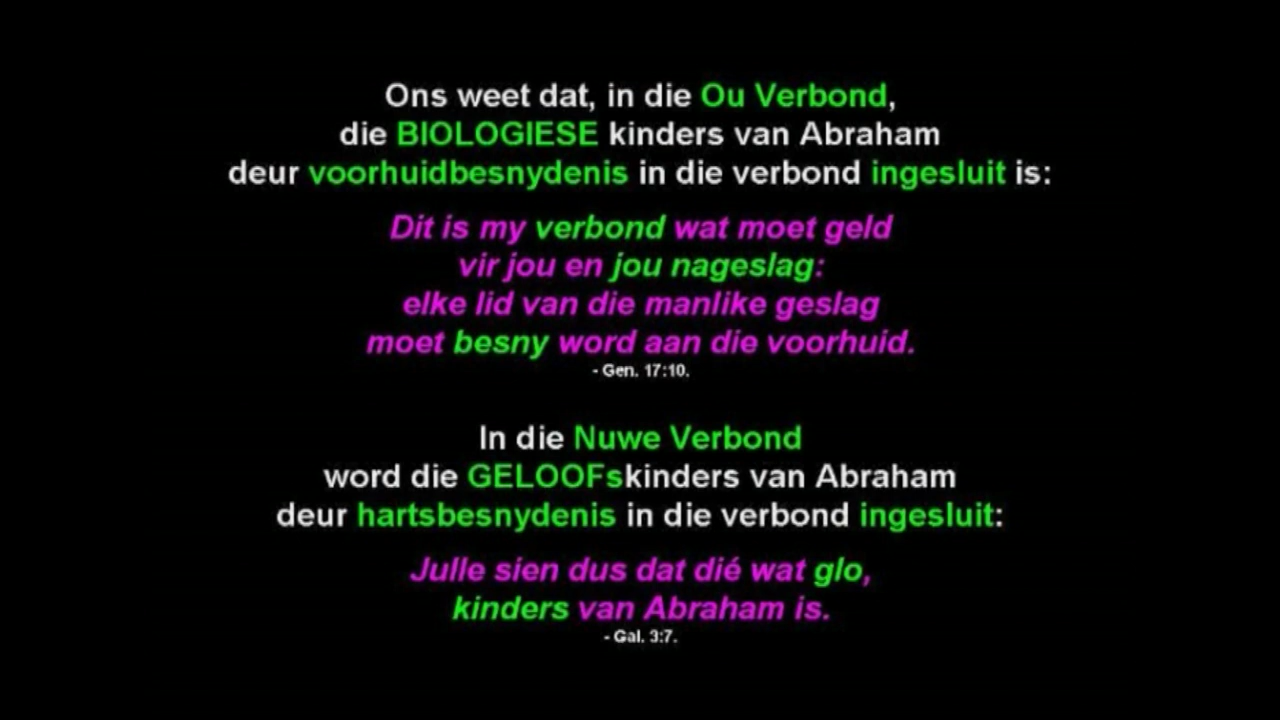 Ons weet dat, in die Ou Verbond,
die BIOLOGIESE kinders van Abraham
deur voorhuidbesnydenis in die verbond ingesluit is:
Dit is my verbond wat moet geld
vir jou en jou nageslag:
elke lid van die manlike geslag
moet besny word aan die voorhuid.
- Gen. 17:10.
In die Nuwe Verbond
word die GELOOFskinders van Abraham
deur hartsbesnydenis in die verbond ingesluit:
Julle sien dus dat dié wat glo,
kinders van Abraham is.
- Gal. 3:7.